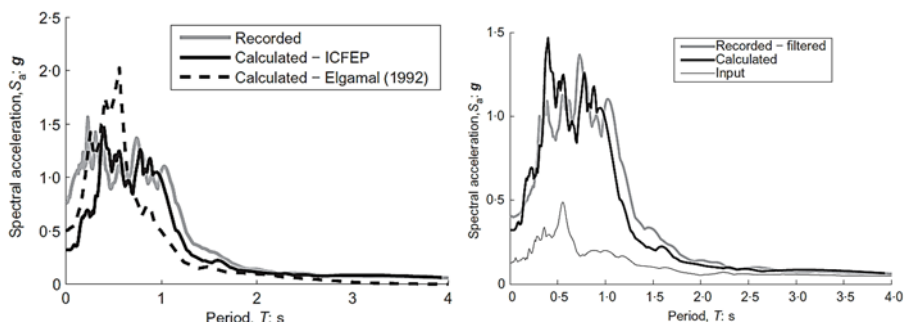 2·5
2·0
1·5
1·0
0·5
0
Spectral acceleration, Sa: g
Recorded
Calculated – ICFEP
Calculated – Elgamal (1992)
0
1
2
3
4
Period, T: s
1·5
1·0
0·5
0
Spectral acceleration, Sa: g
Recorded – filtered
Calculated
Input
0
0·5
1·0
1·5
2·0
2·5
3·0
3·5
4·0
Period, T: s